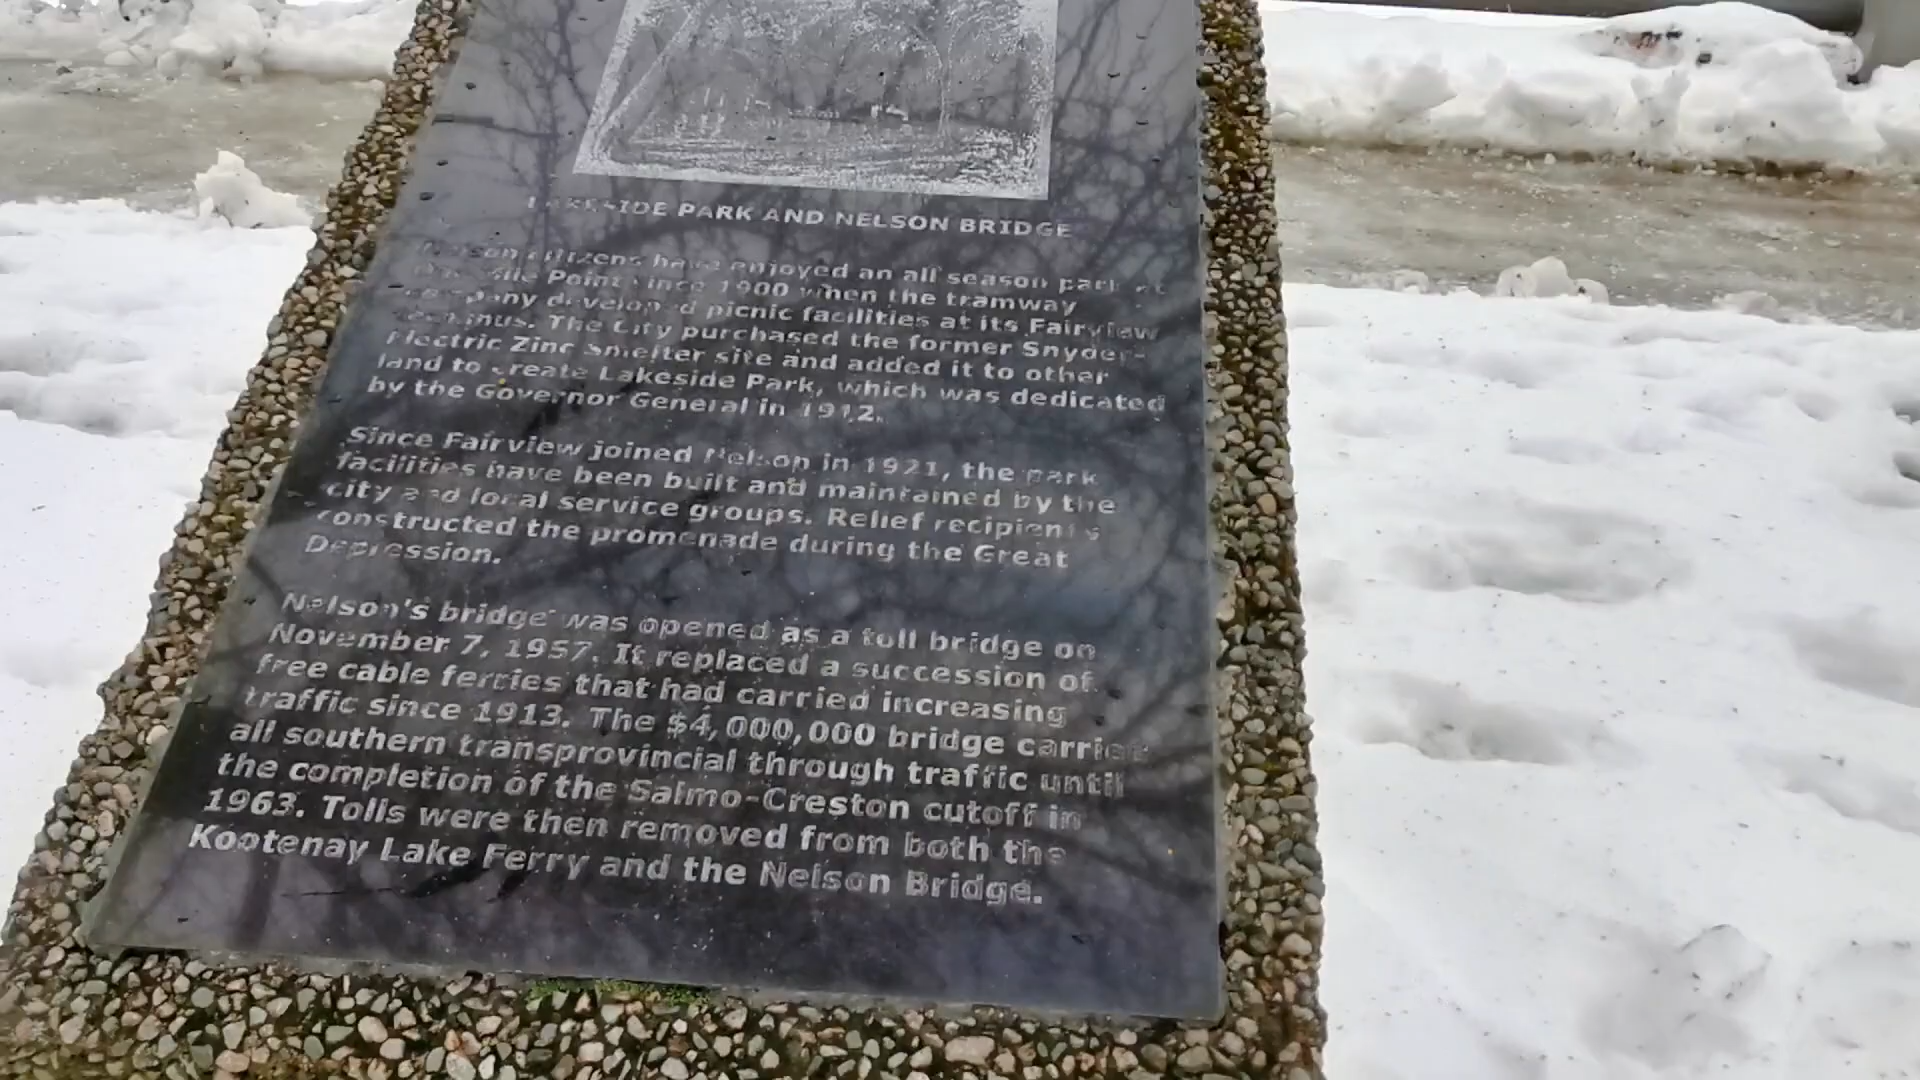 LAKESIDE PARK AND NELSON BRIDGE
Nelson citizens have enjoyed an all season park at
Point since 1900 when the tramway
company developed picnic facilities at its Fairview
terminus. The City purchased the former Snyder-
Electric Zinc Smelter site and added it to other
land to create Lakeside Park, which was dedicated
by the Governor General in 1912.
Since Fairview joined Nelson in 1921, the park
facilities have been built and maintained by the
city and local service groups. Relief recipients
constructed the promenade during the Great
Depression.
Nelson's bridge was opened as a toll bridge on
November 7, 1957. It replaced a succession of
free cable ferries that had carried increasing
traffic since 1913. The $4,000,000 bridge carried
all southern transprovincial through traffic until
the completion of the Salmo-Creston cutoff in
1963. Tolls were then removed from both the
Kootenay Lake Ferry and the Nelson Bridge.